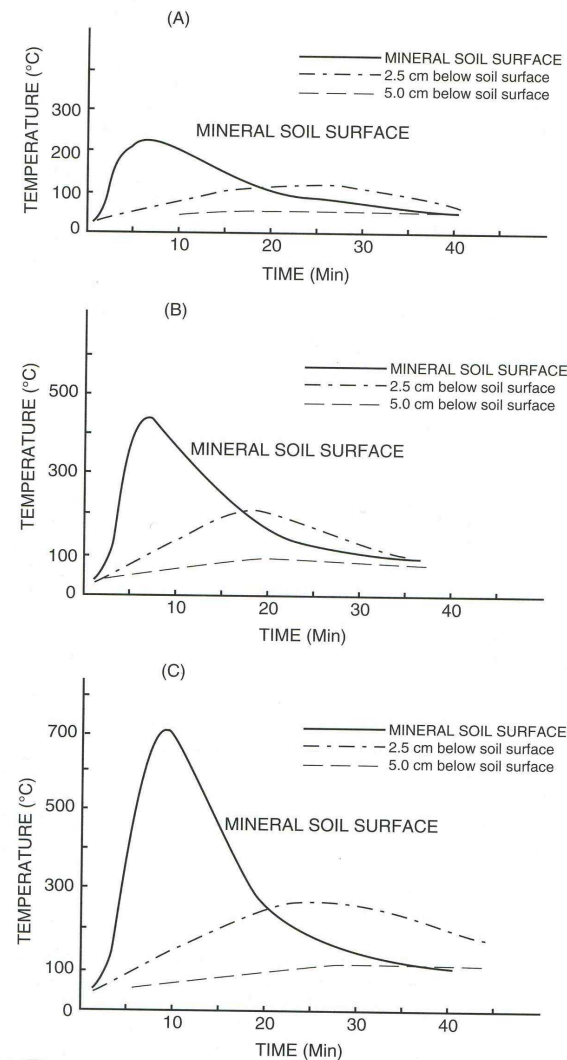 (A)
MINERAL SOIL SURFACE
2.5 cm below soil surface
5.0 cm below soil surface
MINERAL SOIL SURFACE
TEMPERATURE (°C)
300
200
100
0
10 20 30 40
TIME (Min)
(B)
MINERAL SOIL SURFACE
2.5 cm below soil surface
5.0 cm below soil surface
MINERAL SOIL SURFACE
TEMPERATURE (°C)
500
300
100
0
10 20 30 40
TIME (Min)
(C)
MINERAL SOIL SURFACE
2.5 cm below soil surface
5.0 cm below soil surface
MINERAL SOIL SURFACE
TEMPERATURE (°C)
700
500
300
100
0
10 20 30 40
TIME (Min)